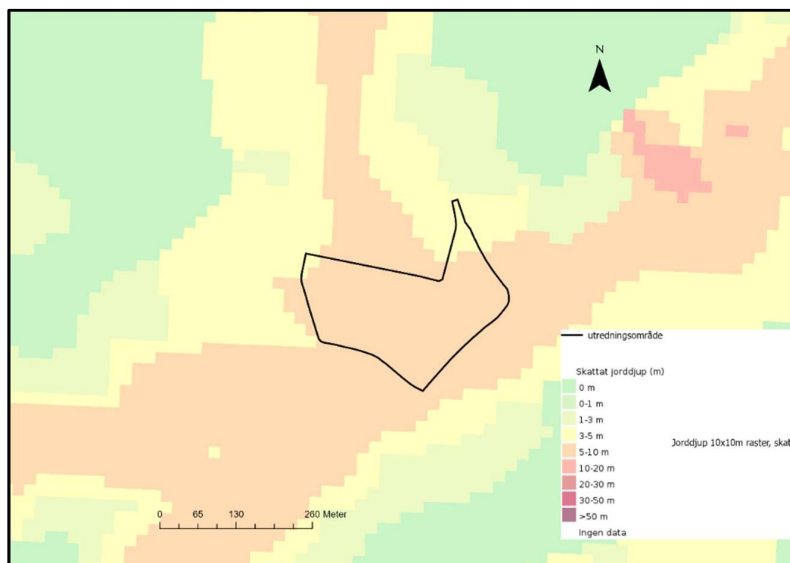 N
utredningsområde
Skattat jorddjup (m)
0 m
0-1 m
1-3 m
3-5 m
5-10 m
10-20 m
20-30 m
30-50 m
>50 m
Ingen data
Jorddjup 10x10m raster, skat
0 65 130 260 Meter